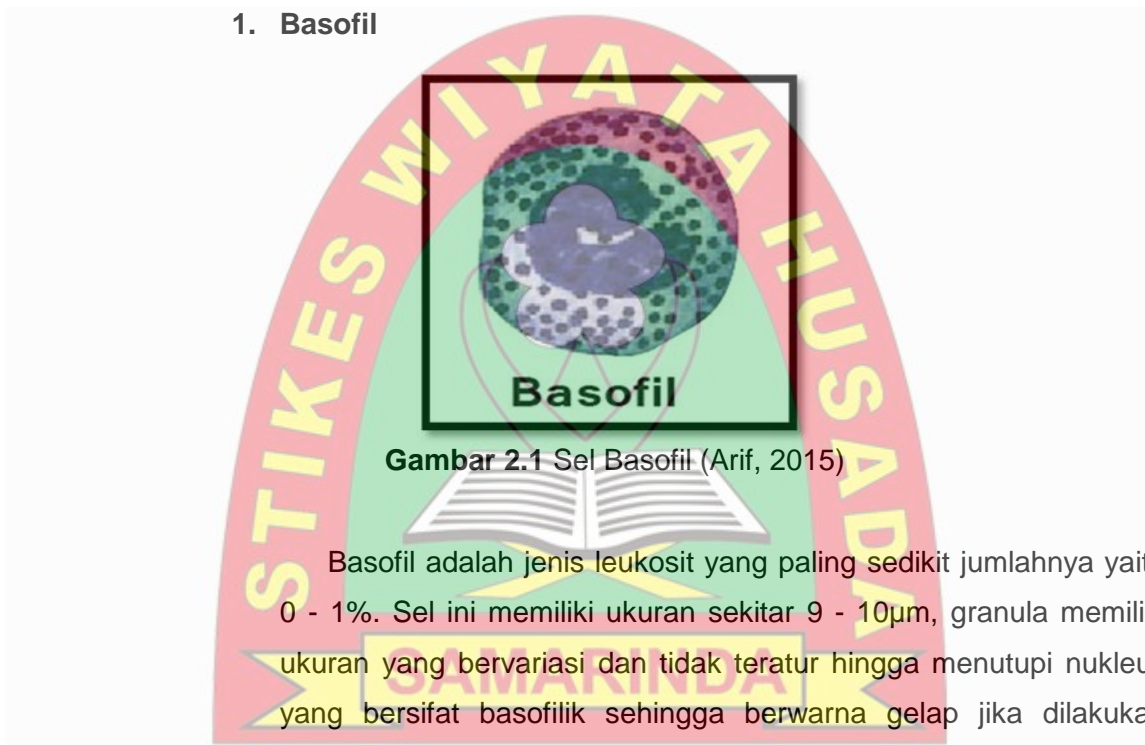 1. Basofil
STIKES WIYATA HUSADA
Basofil
Gambar 2.1 Sel Basofil (Arif, 2015)
Basofil adalah jenis leukosit yang paling sedikit jumlahnya yait
0 - 1%. Sel ini memiliki ukuran sekitar 9 - 10µm, granula memili
ukuran yang bervariasi dan tidak teratur hingga menutupi nukleu
SAMARINDA
yang bersifat basofilik sehingga berwarna gelap jika dilakuka